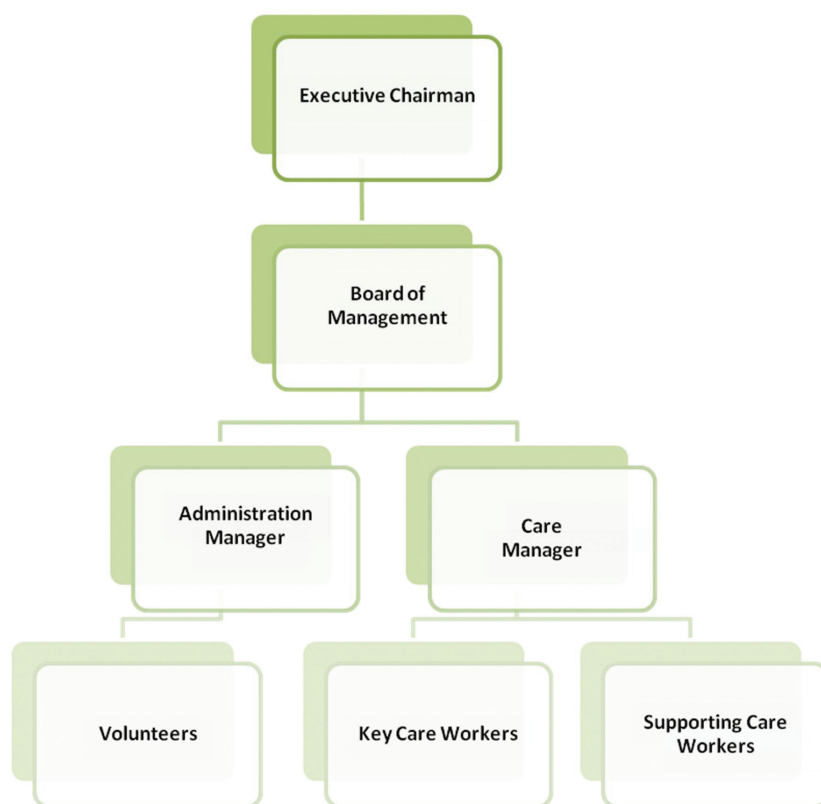 Executive Chairman
Board of
Management
Administration
Manager
Care
Manager
Volunteers
Key Care Workers
Supporting Care
Workers